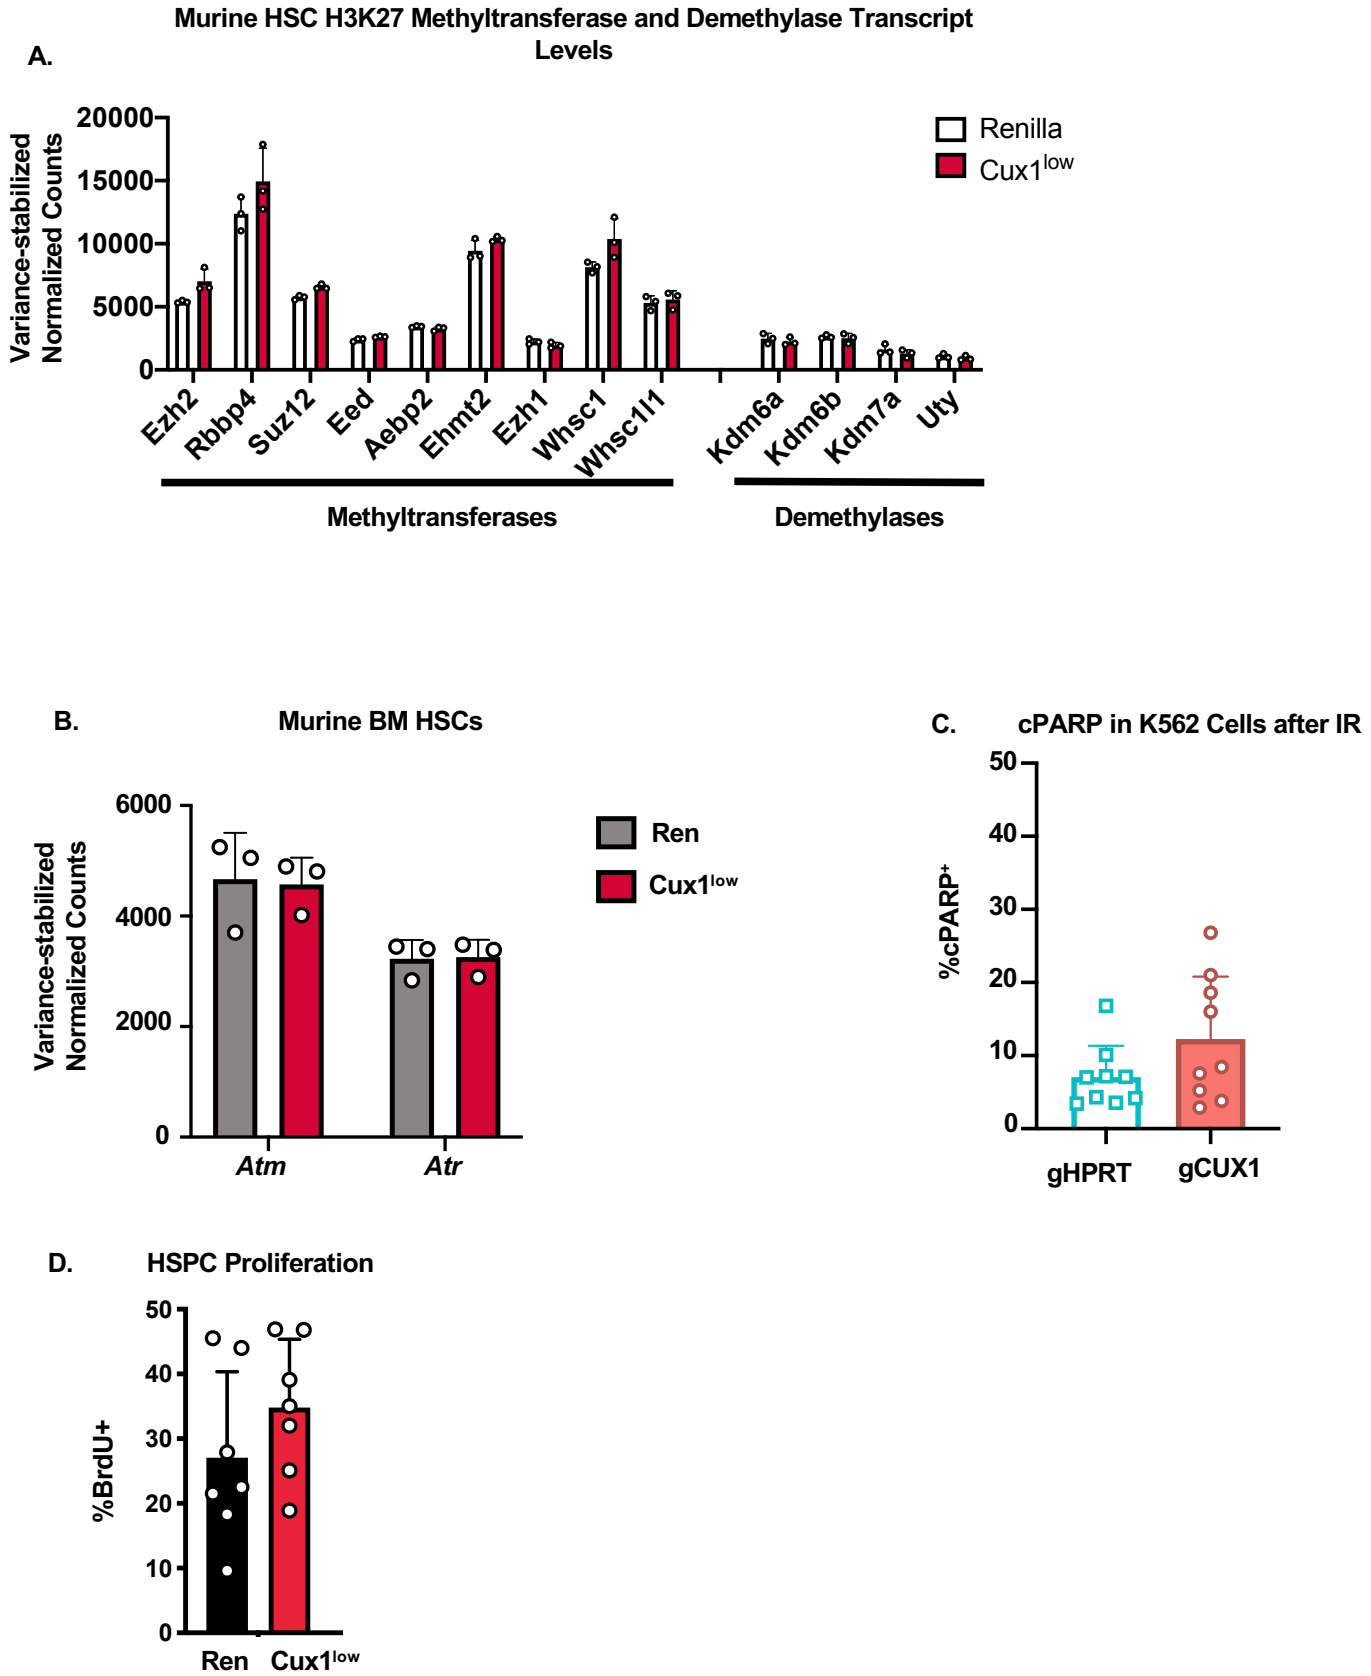 Murine HSC H3K27 Methyltransferase and Demethylase Transcript
Levels
A.
Variance-stabilized
Normalized Counts
20000
15000
10000
5000
0
Renilla
Cux1low
Ezh2
Rbbp4
Suz12
Eed
Aebp2
Ehmt2
Ezh1
Whsc1
Whsc1l1
Kdm6a
Kdm6b
Kdm7a
Uty
Methyltransferases
Demethylases
B.
Murine BM HSCs
Variance-stabilized
Normalized Counts
6000
4000
2000
0
Atm
Atr
Ren
Cux1low
C.
cPARP in K562 Cells after IR
%cPARP+
50
40
30
20
10
0
gHPRT
gCUX1
D.
HSPC Proliferation
%BrdU+
50
40
30
20
10
0
Ren
Cux1low